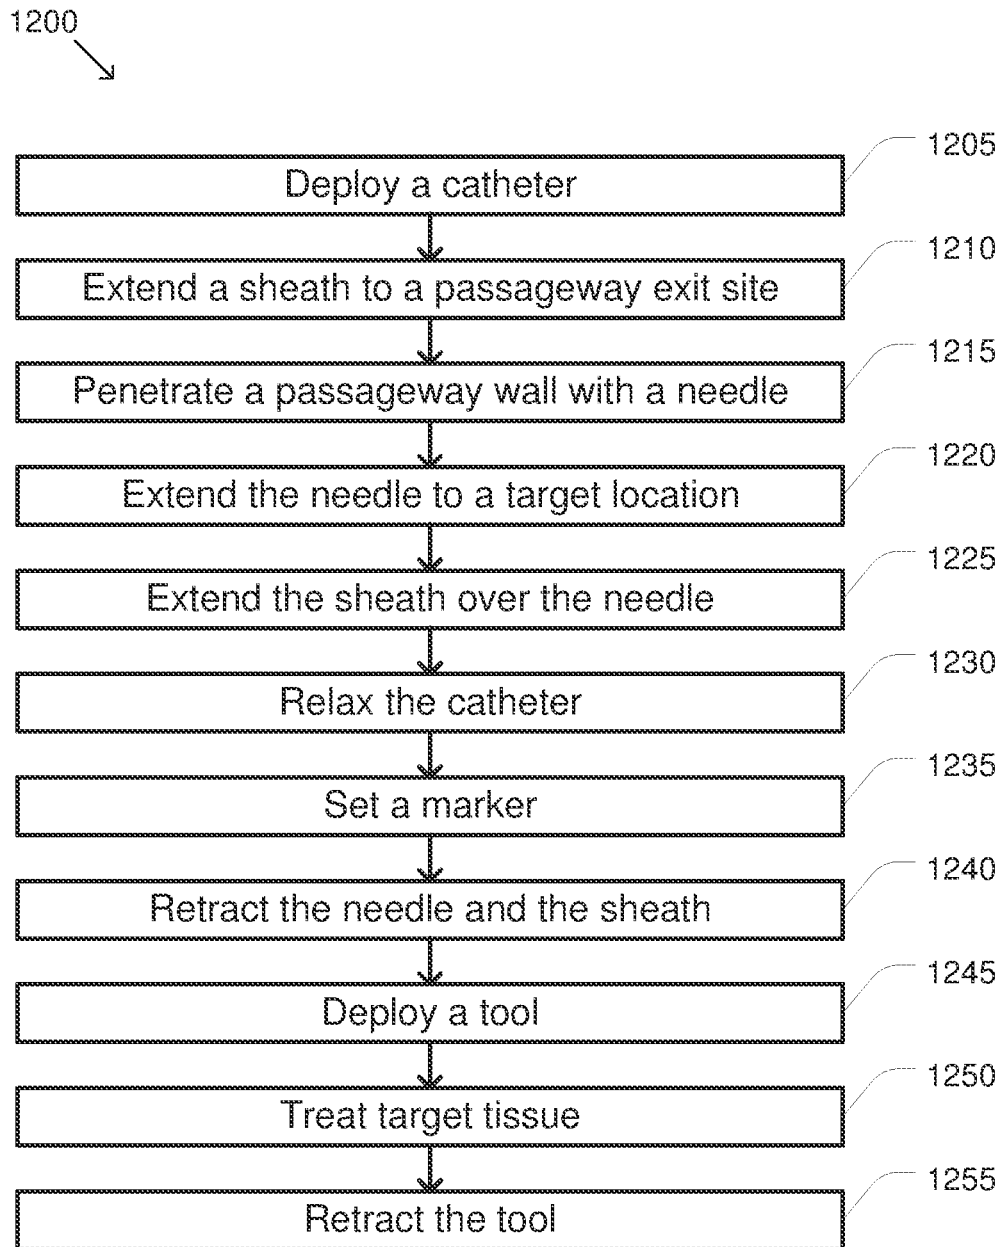 1200
1205
Deploy a catheter
1210
Extend a sheath to a passageway exit site
1215
Penetrate a passageway wall with a needle
1220
Extend the needle to a target location
1225
Extend the sheath over the needle
1230
Relax the catheter
1235
Set a marker
1240
Retract the needle and the sheath
1245
Deploy a tool
1250
Treat target tissue
1255
Retract the tool